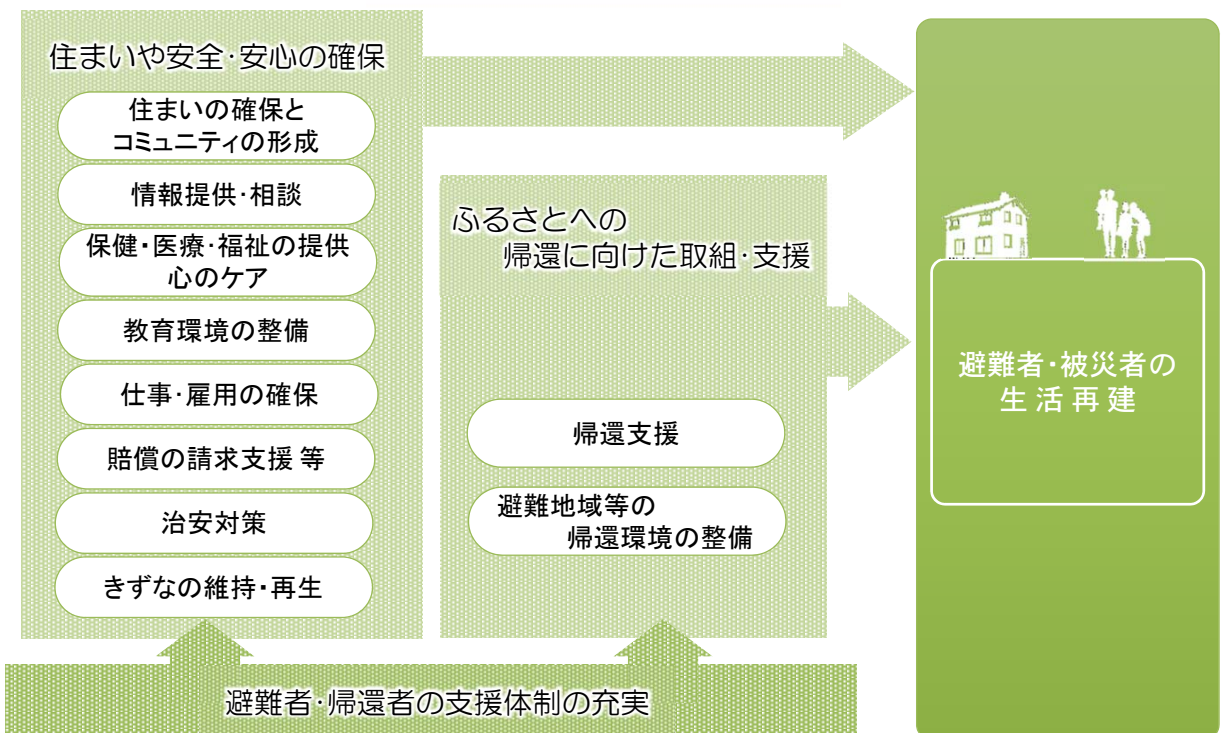 住まいや安全・安心の確保
住まいの確保と
コミュニティの形成
情報提供・相談
保健・医療・福祉の提供
心のケア
教育環境の整備
仕事・雇用の確保
賠償の請求支援 等
治安対策
きずなの維持・再生
ふるさとへの
帰還に向けた取組・支援
帰還支援
避難地域等の
帰還環境の整備
避難者・被災者の
生 活 再 建
避難者・帰還者の支援体制の充実